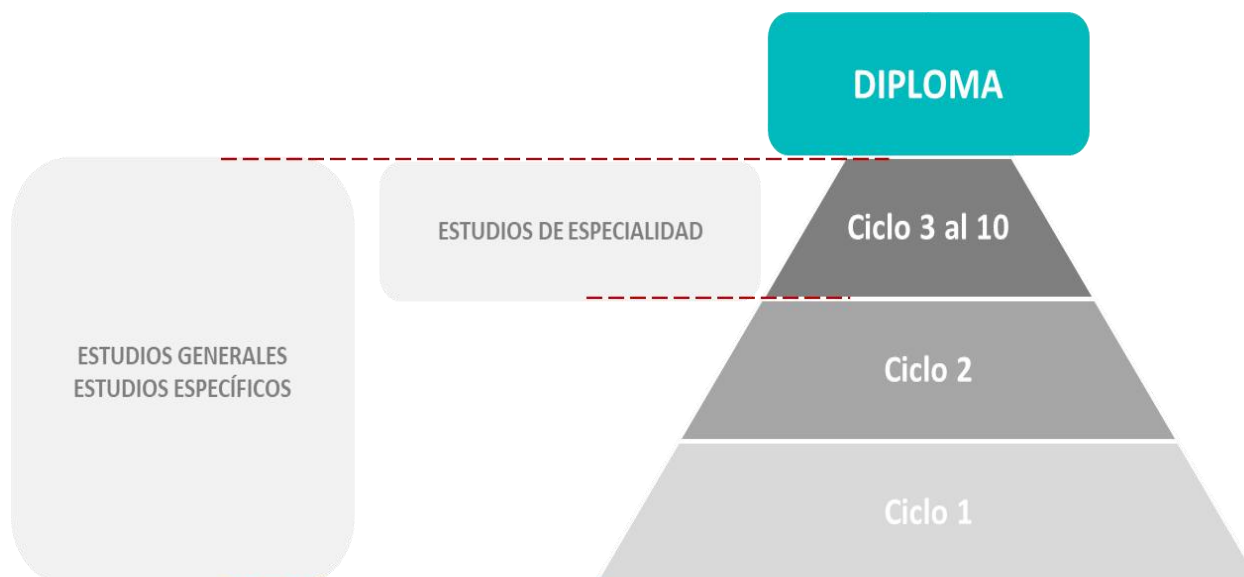 DIPLOMA
ESTUDIOS DE ESPECIALIDAD
Ciclo 3 al 10
ESTUDIOS GENERALES
ESTUDIOS ESPECÍFICOS
Ciclo 2
Ciclo 1